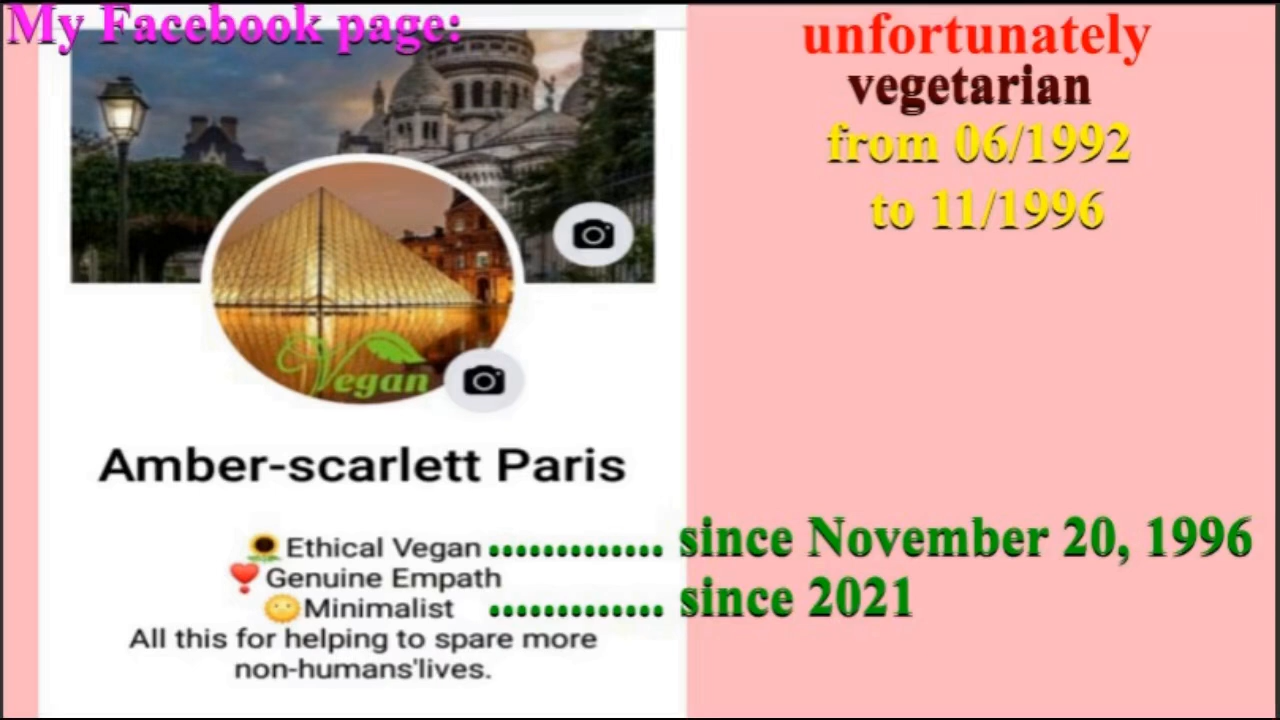 My Facebook page:
unfortunately
vegetarian
from 06/1992
to 11/1996
Vegan
Amber-scarlett Paris
🌻Ethical Vegan............. since November 20, 1996
❣️Genuine Empath
🌝Minimalist ............. since 2021
All this for helping to spare more
non-humans'lives.